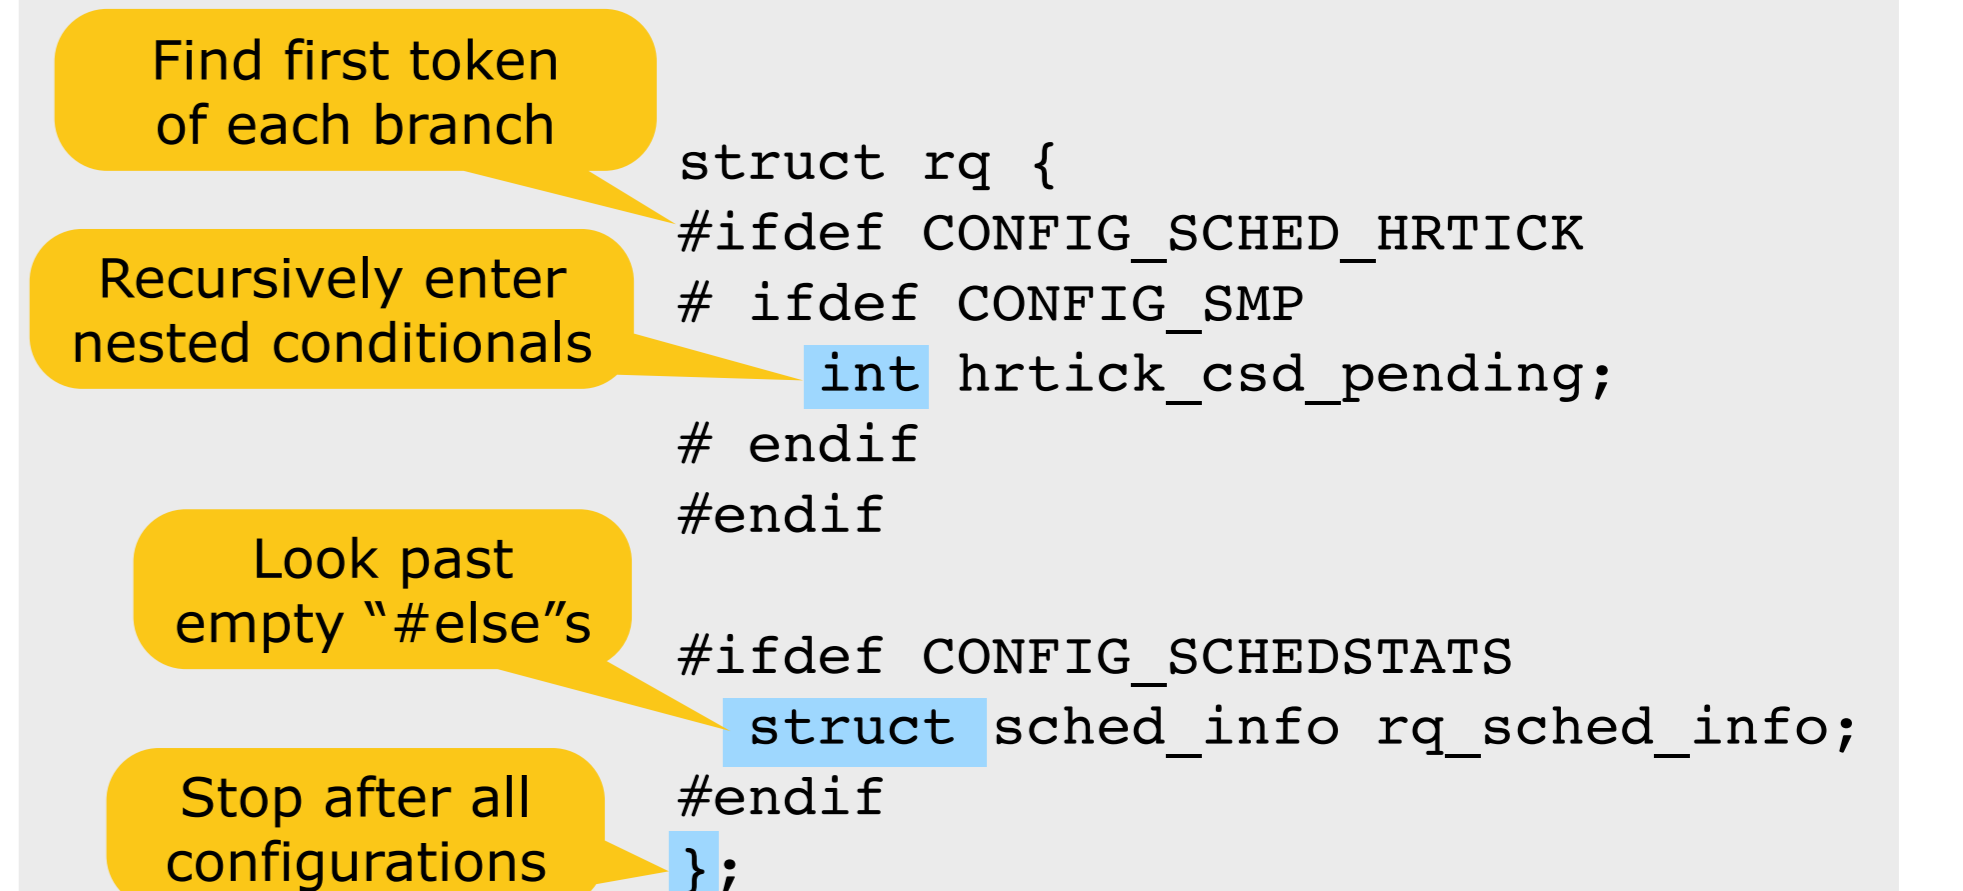 Find first token
of each branch
struct rq {
#ifdef CONFIG_SCHED_HRTICK
Recursively enter
nested conditionals
# ifdef CONFIG_SMP
int hrtick_csd_pending;
# endif
#endif
Look past
empty “#else”s
#ifdef CONFIG_SCHEDSTATS
struct sched_info rq_sched_info;
#endif
Stop after all
configurations
};